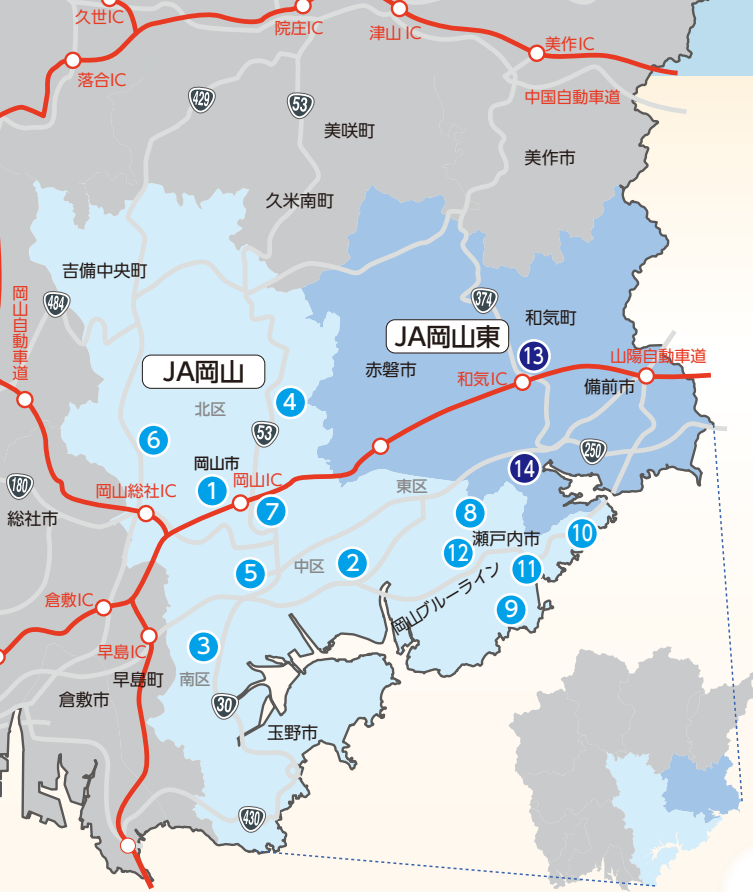 久世IC
院庄IC
津山IC
美作IC
落合IC
中国自動車道
429
53
美咲町
美作市
久米南町
吉備中央町
岡山自動車道
484
374
和気町
JA岡山東
13
山陽自動車道
JA岡山
赤磐市
和気IC
備前市
北区
4
53
6
250
岡山市
14
180
岡山総社IC
1
岡山IC
東区
7
8
総社市
瀬戸内市
10
12
中区
2
11
5
岡山ブルーライン
倉敷IC
9
早島IC
3
早島町
南区
倉敷市
30
玉野市
430